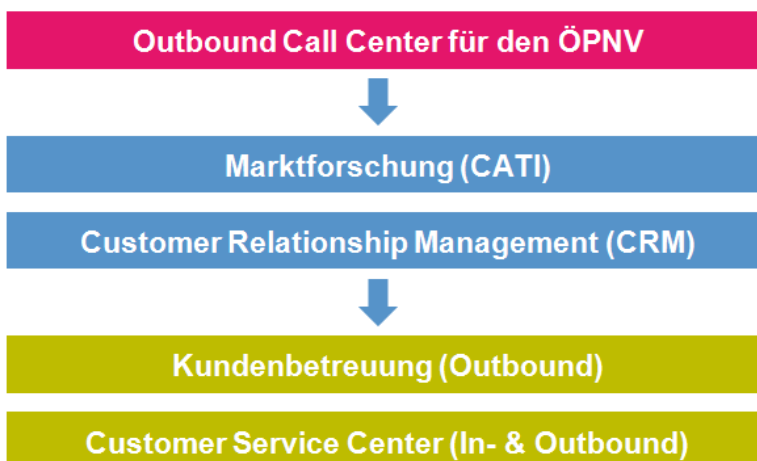 Outbound Call Center für den ÖPNV
Marktforschung (CATI)
Customer Relationship Management (CRM)
Kundenbetreuung (Outbound)
Customer Service Center (In- & Outbound)